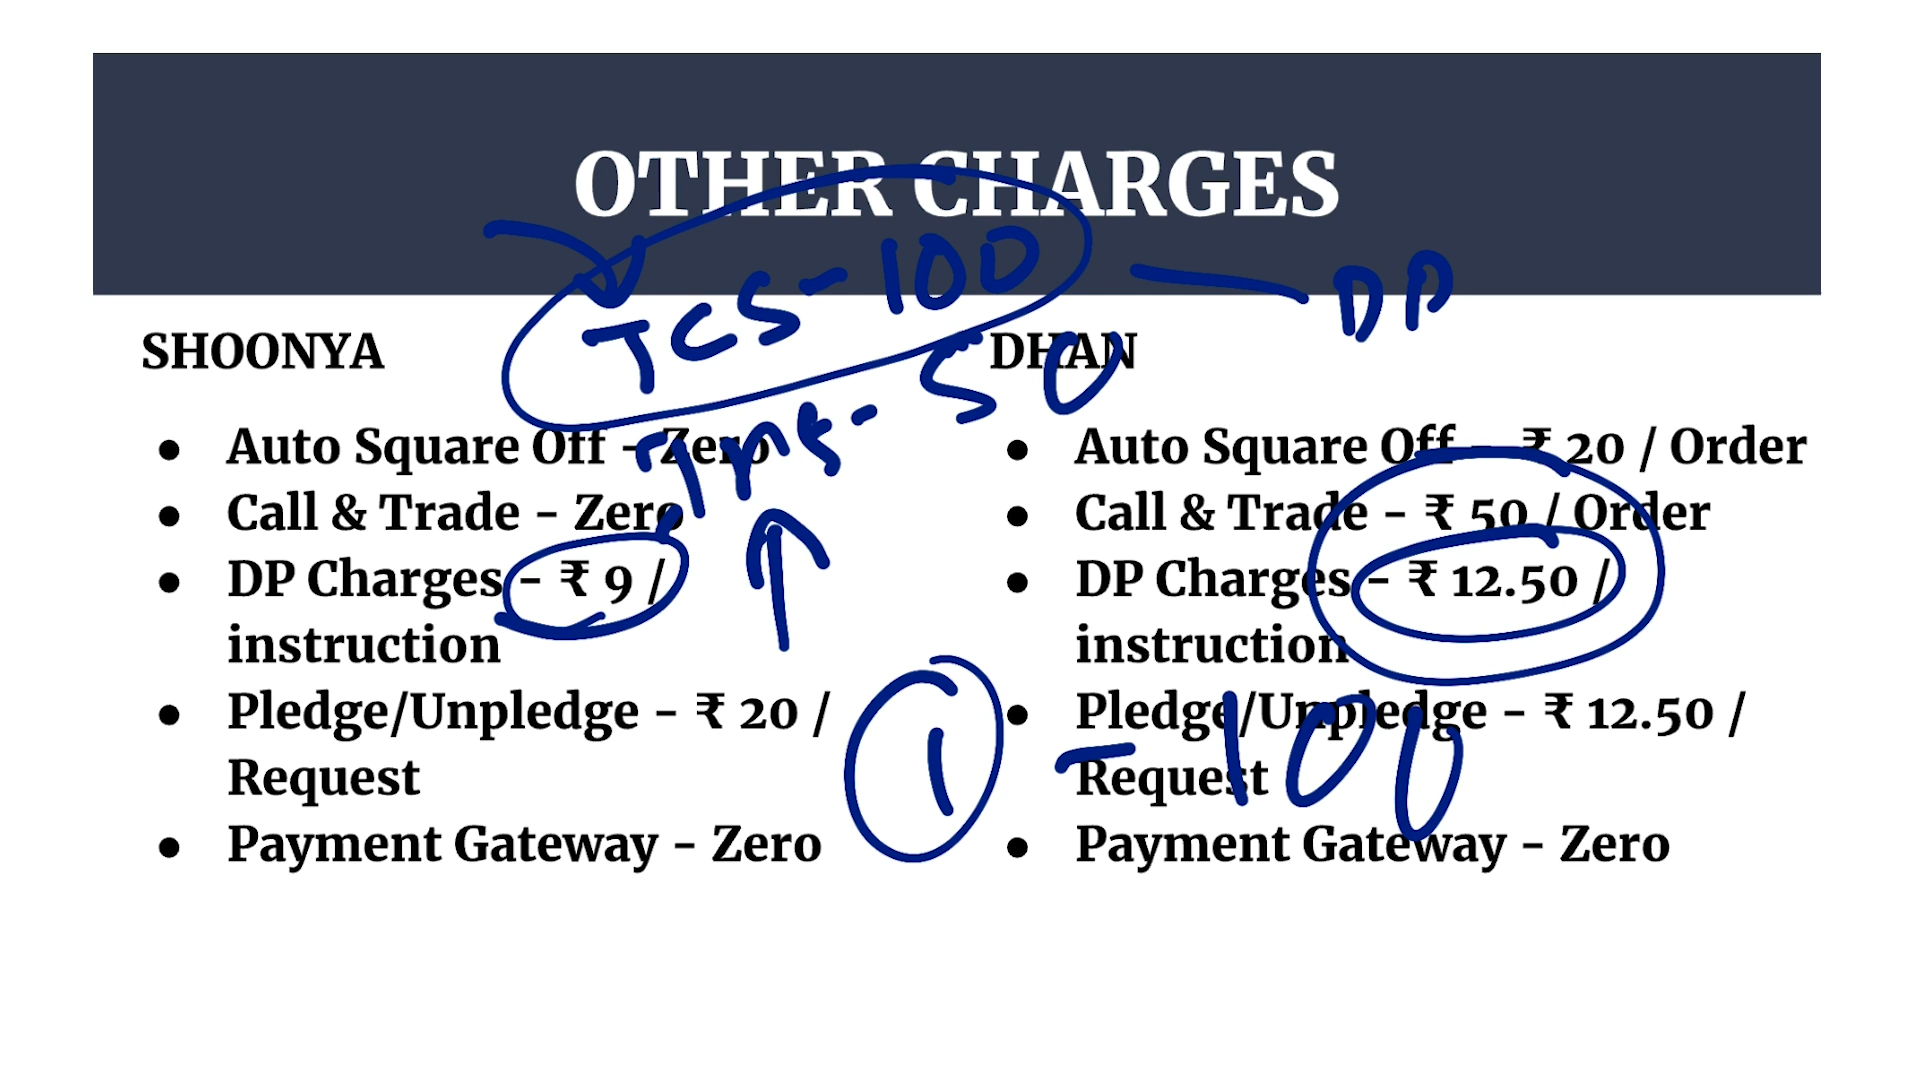 OTHER CHARGES
TCS-100
DP
50
SHOONYA
● Auto Square Off - Zero
● Call & Trade - Zero
● DP Charges - ₹ 9 /
instruction
● Pledge/Unpledge - ₹ 20 /
Request
● Payment Gateway - Zero
DHAN
● Auto Square Off - ₹ 20 / Order
● Call & Trade - ₹ 50 / Order
● DP Charges - ₹ 12.50 /
instruction
● Pledge/Unpledge - ₹ 12.50 /
Request
● Payment Gateway - Zero
1 - 100